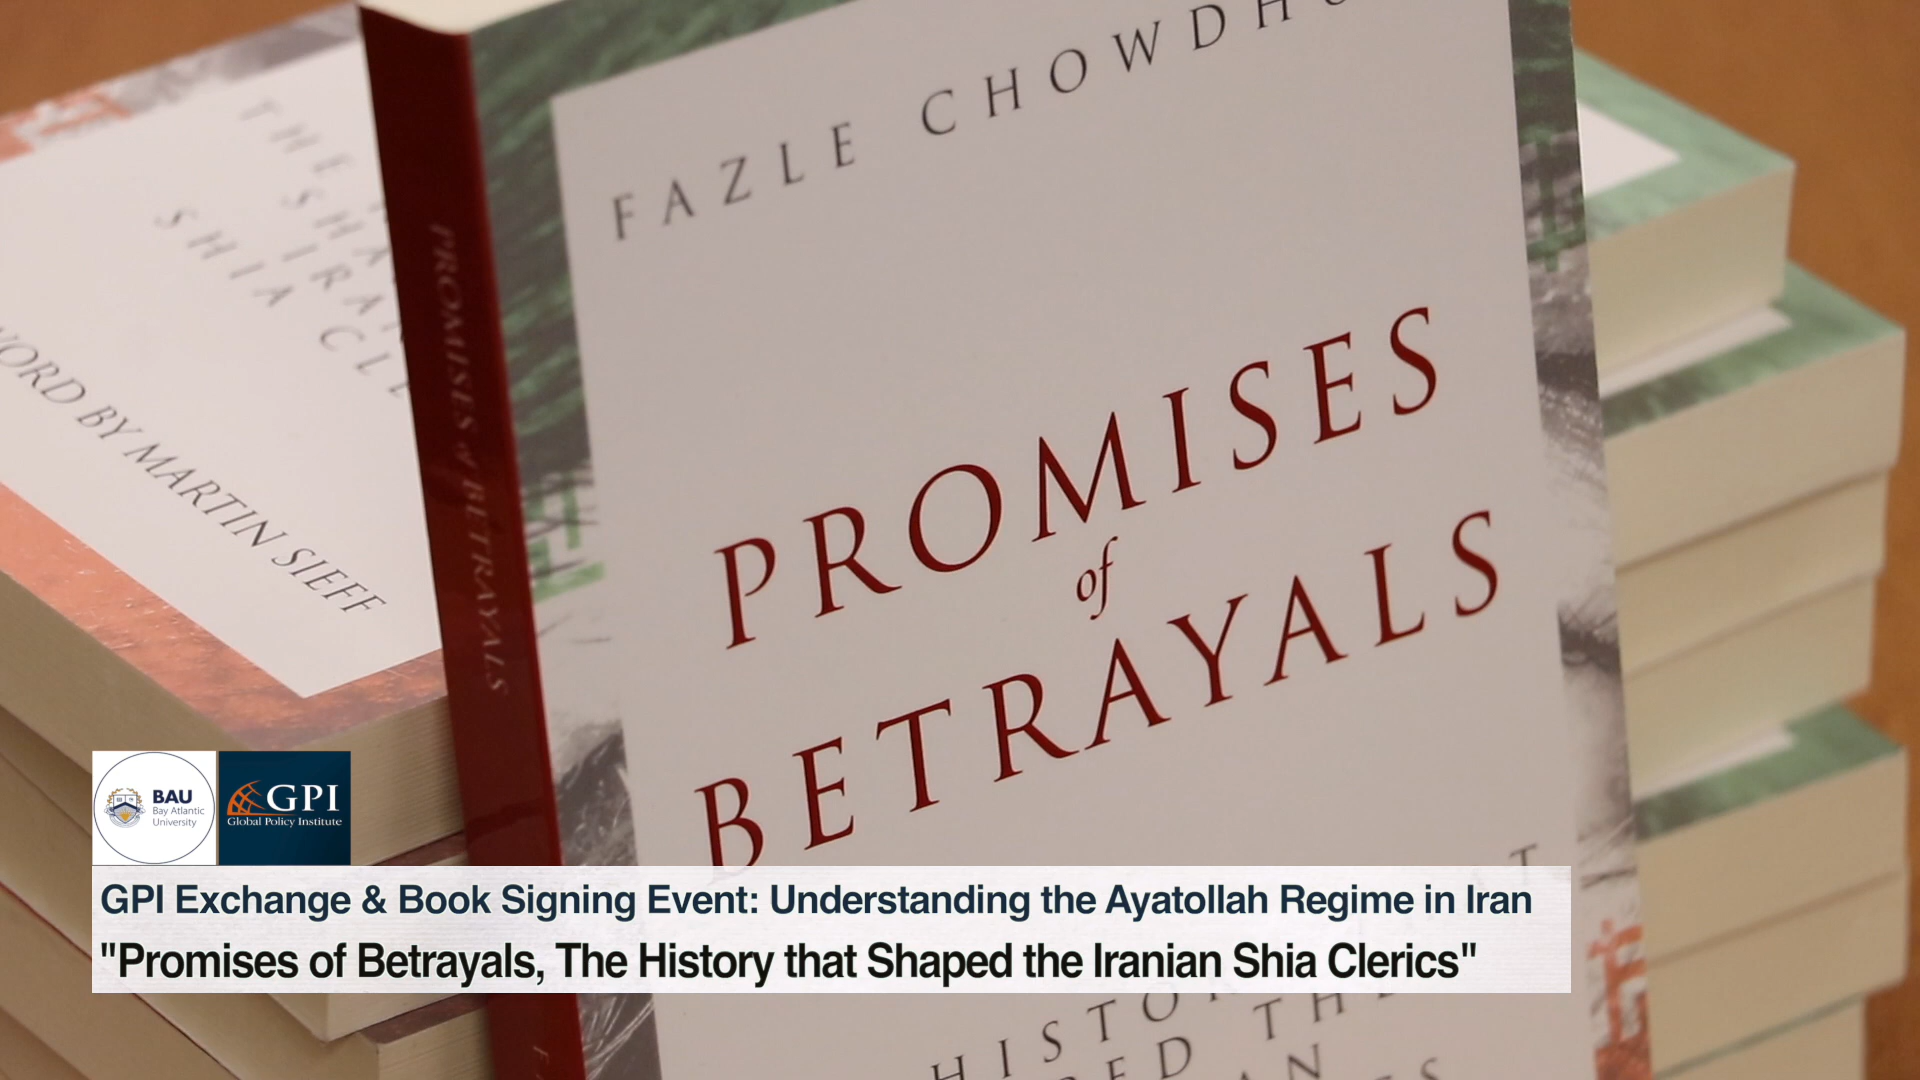 FAZLE CHOWDH
PROMISES
of
BETRAYALS
PROMISES of BETRAYALS
SHIA
BY MARTIN SIEFF
BAU
Bay Atlantic
University
GPI
Global Policy Institute
GPI Exchange & Book Signing Event: Understanding the Ayatollah Regime in Iran
"Promises of Betrayals, The History that Shaped the Iranian Shia Clerics"